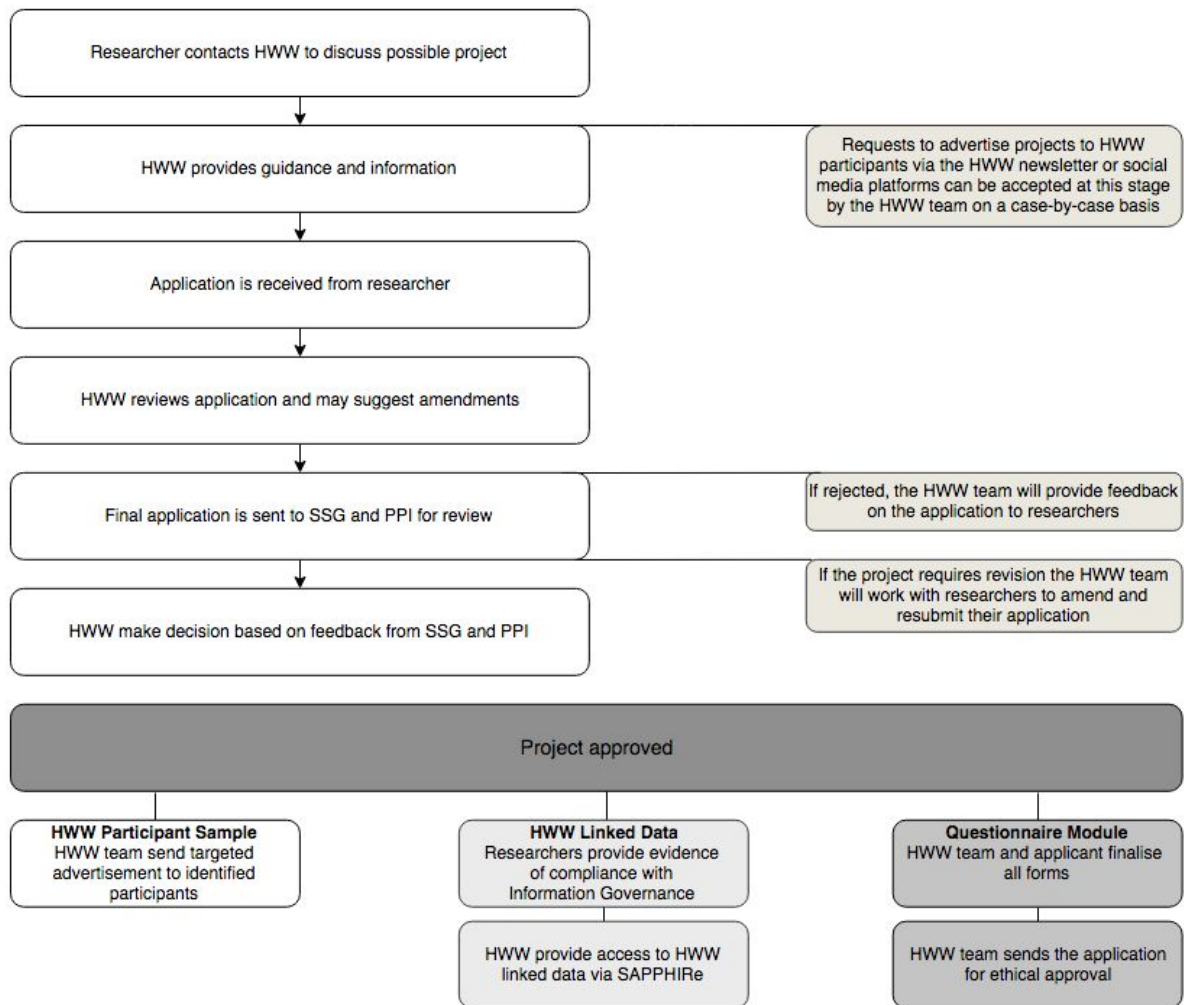 Researcher contacts HWW to discuss possible project
HWW provides guidance and information
Requests to advertise projects to HWW
participants via the HWW newsletter or social
media platforms can be accepted at this stage
by the HWW team on a case-by-case basis
Application is received from researcher
HWW reviews application and may suggest amendments
Final application is sent to SSG and PPI for review
If rejected, the HWW team will provide feedback
on the application to researchers
If the project requires revision the HWW team
will work with researchers to amend and
resubmit their application
HWW make decision based on feedback from SSG and PPI
Project approved
HWW Participant Sample
HWW team send targeted
advertisement to identified
participants
HWW Linked Data
Researchers provide evidence
of compliance with
Information Governance
HWW provide access to HWW
linked data via SAPPHIRe
Questionnaire Module
HWW team and applicant finalise
all forms
HWW team sends the application
for ethical approval